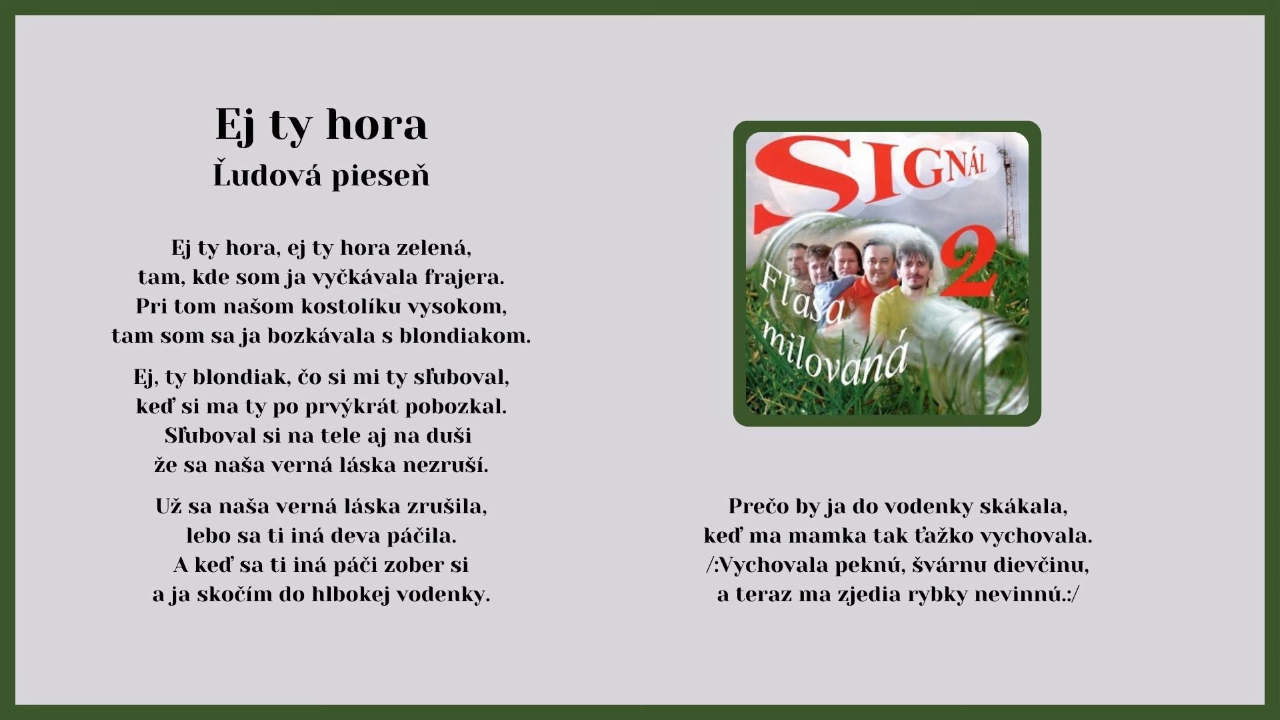 Ej ty hora
Ľudová pieseň
Ej ty hora, ej ty hora zelená,
tam, kde som ja vyčkávala frajera.
Pri tom našom kostolíku vysokom,
tam som sa ja bozkávala s blondiakom.
Ej, ty blondiak, čo si mi ty sľuboval,
keď si ma ty po prvýkrát pobozkal.
Sľuboval si na tele aj na duši
že sa naša verná láska nezruší.
Už sa naša verná láska zrušila,
lebo sa ti iná deva páčila.
A keď sa ti iná páči zober si
a ja skočím do hlbokej vodenky.
SIGNÁL
2
Fľaša
milovaná
Prečo by ja do vodenky skákala,
keď ma mamka tak ťažko vychovala.
/:Vychovala peknú, švárnu dievčinu,
a teraz ma zjedia rybky nevinnú.:/